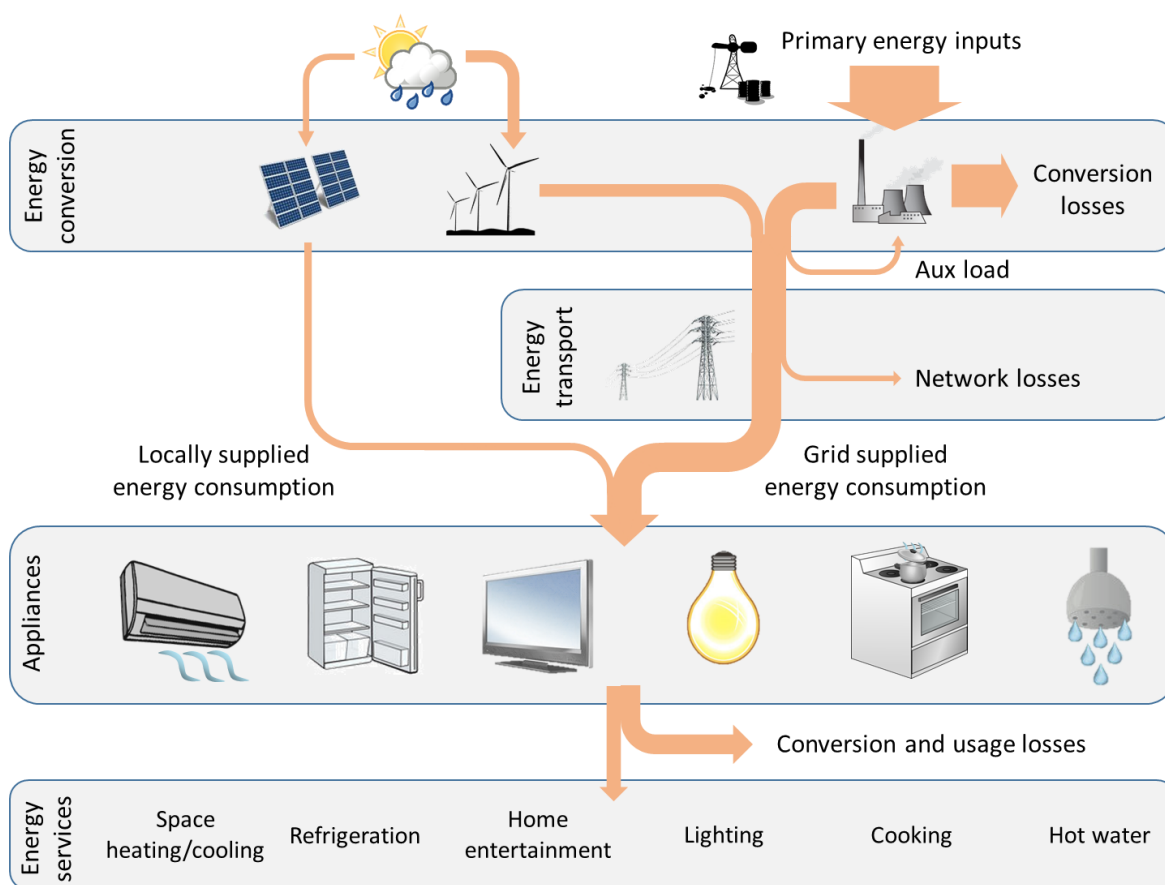 Primary energy inputs
Energy
conversion
Conversion
losses
Aux load
Energy
transport
Network losses
Locally supplied
energy consumption
Grid supplied
energy consumption
Appliances
Conversion and usage losses
Energy
services
Space
heating/cooling
Refrigeration
Home
entertainment
Lighting
Cooking
Hot water